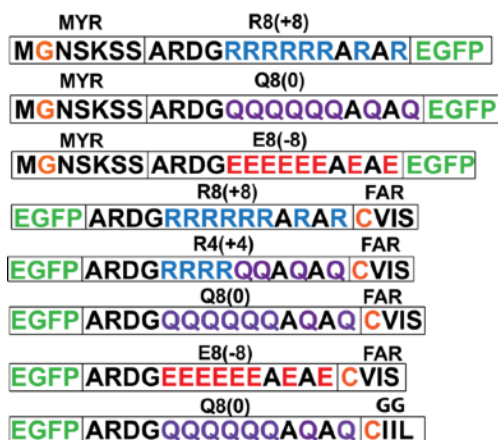 MYR R8(+8)
MGNSKSS ARDGRRRRRRARAR EGFP
MYR Q8(0)
MGNSKSS ARDGQQQQQQAQAQ EGFP
MYR E8(-8)
MGNSKSS ARDGEEEEEEAEAE EGFP
R8(+8) FAR
EGFP ARDGRRRRRRARAR CVIS
R4(+4) FAR
EGFP ARDGRRRRQQAQAQ CVIS
Q8(0) FAR
EGFP ARDGQQQQQQAQAQ CVIS
E8(-8) FAR
EGFP ARDGEEEEEEAEAE CVIS
Q8(0) GG
EGFP ARDGQQQQQQAQAQ CIIL